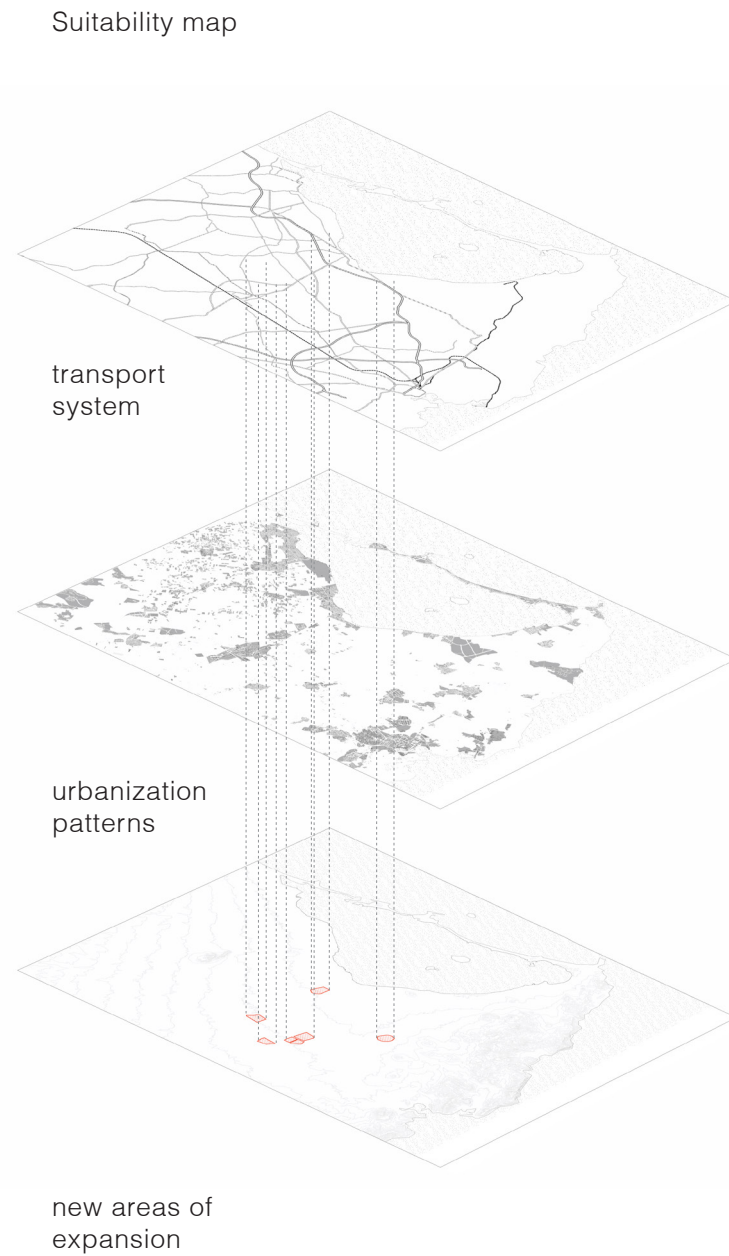 Suitability map
transport
system
urbanization
patterns
new areas of
expansion